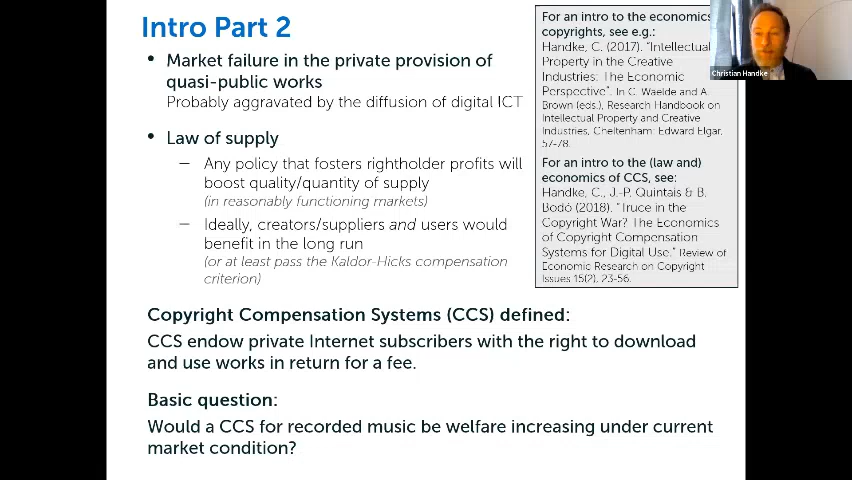 Intro Part 2
• Market failure in the private provision of
quasi-public works
Probably aggravated by the diffusion of digital ICT
• Law of supply
– Any policy that fosters rightholder profits will
boost quality/quantity of supply
(in reasonably functioning markets)
– Ideally, creators/suppliers and users would
benefit in the long run
(or at least pass the Kaldor-Hicks compensation
criterion)
For an intro to the economics
copyrights, see e.g.:
Handke, C. (2017). "Intellectual
Property in the Creative
Industries: The Economic
Perspective". In C. Waelde and A.
Brown (eds.), Research Handbook on
Intellectual Property and Creative
Industries, Cheltenham: Edward Elgar,
57-78.
For an intro to the (law and)
economics of CCS, see:
Handke, C., J.-P. Quintais & B.
Bodó (2018). "Truce in the
Copyright War? The Economics
of Copyright Compensation
Systems for Digital Use." Review of
Economic Research on Copyright
Issues 15(2), 23-56.
Christian Handke
Copyright Compensation Systems (CCS) defined:
CCS endow private Internet subscribers with the right to download
and use works in return for a fee.
Basic question:
Would a CCS for recorded music be welfare increasing under current
market condition?